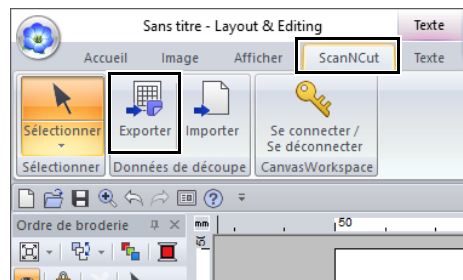 Sans titre - Layout & Editing Texte
Accueil Image Afficher ScanNCut Texte
Sélectionner Exporter Importer Se connecter /
Se déconnecter
Sélectionner Données de découpe CanvasWorkspace
Ordre de broderie mm 50